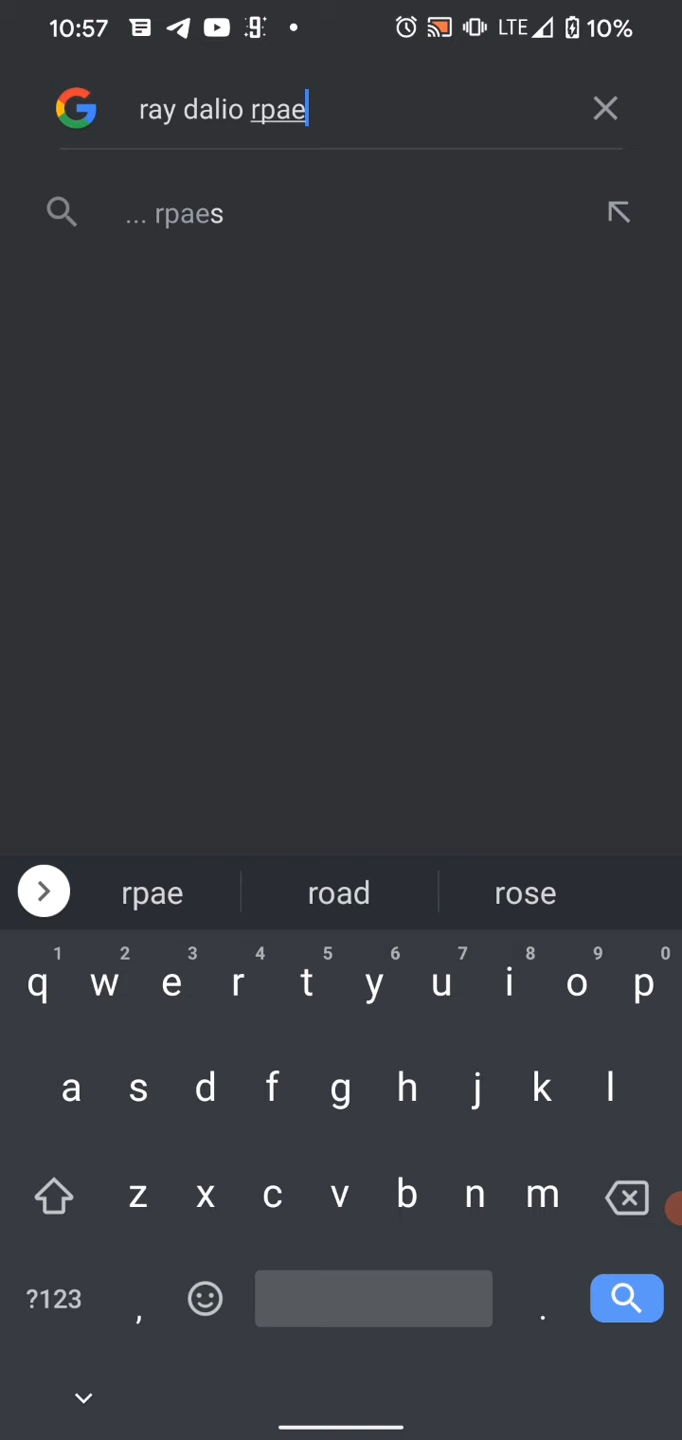 10:57 LTE 10%
ray dalio rpae
... rpaes
rpae road rose
1 2 3 4 5 6 7 8 9 0
q w e r t y u i o p
a s d f g h j k l
z x c v b n m
?123 , .